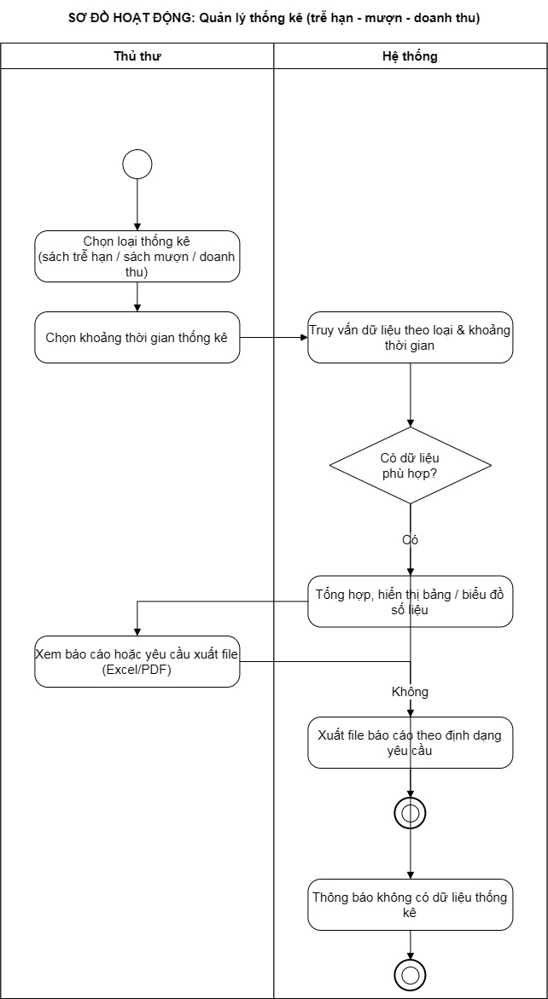 SƠ ĐỒ HOẠT ĐỘNG: Quản lý thống kê (trễ hạn - mượn - doanh thu)
Thủ thư
Hệ thống
Chọn loại thống kê
(sách trễ hạn / sách mượn / doanh
thu)
Chọn khoảng thời gian thống kê
Truy vấn dữ liệu theo loại & khoảng
thời gian
Có dữ liệu
phù hợp?
Có
Tổng hợp, hiển thị bảng / biểu đồ
số liệu
Xem báo cáo hoặc yêu cầu xuất file
(Excel/PDF)
Không
Xuất file báo cáo theo định dạng
yêu cầu
Thông báo không có dữ liệu thống
kê